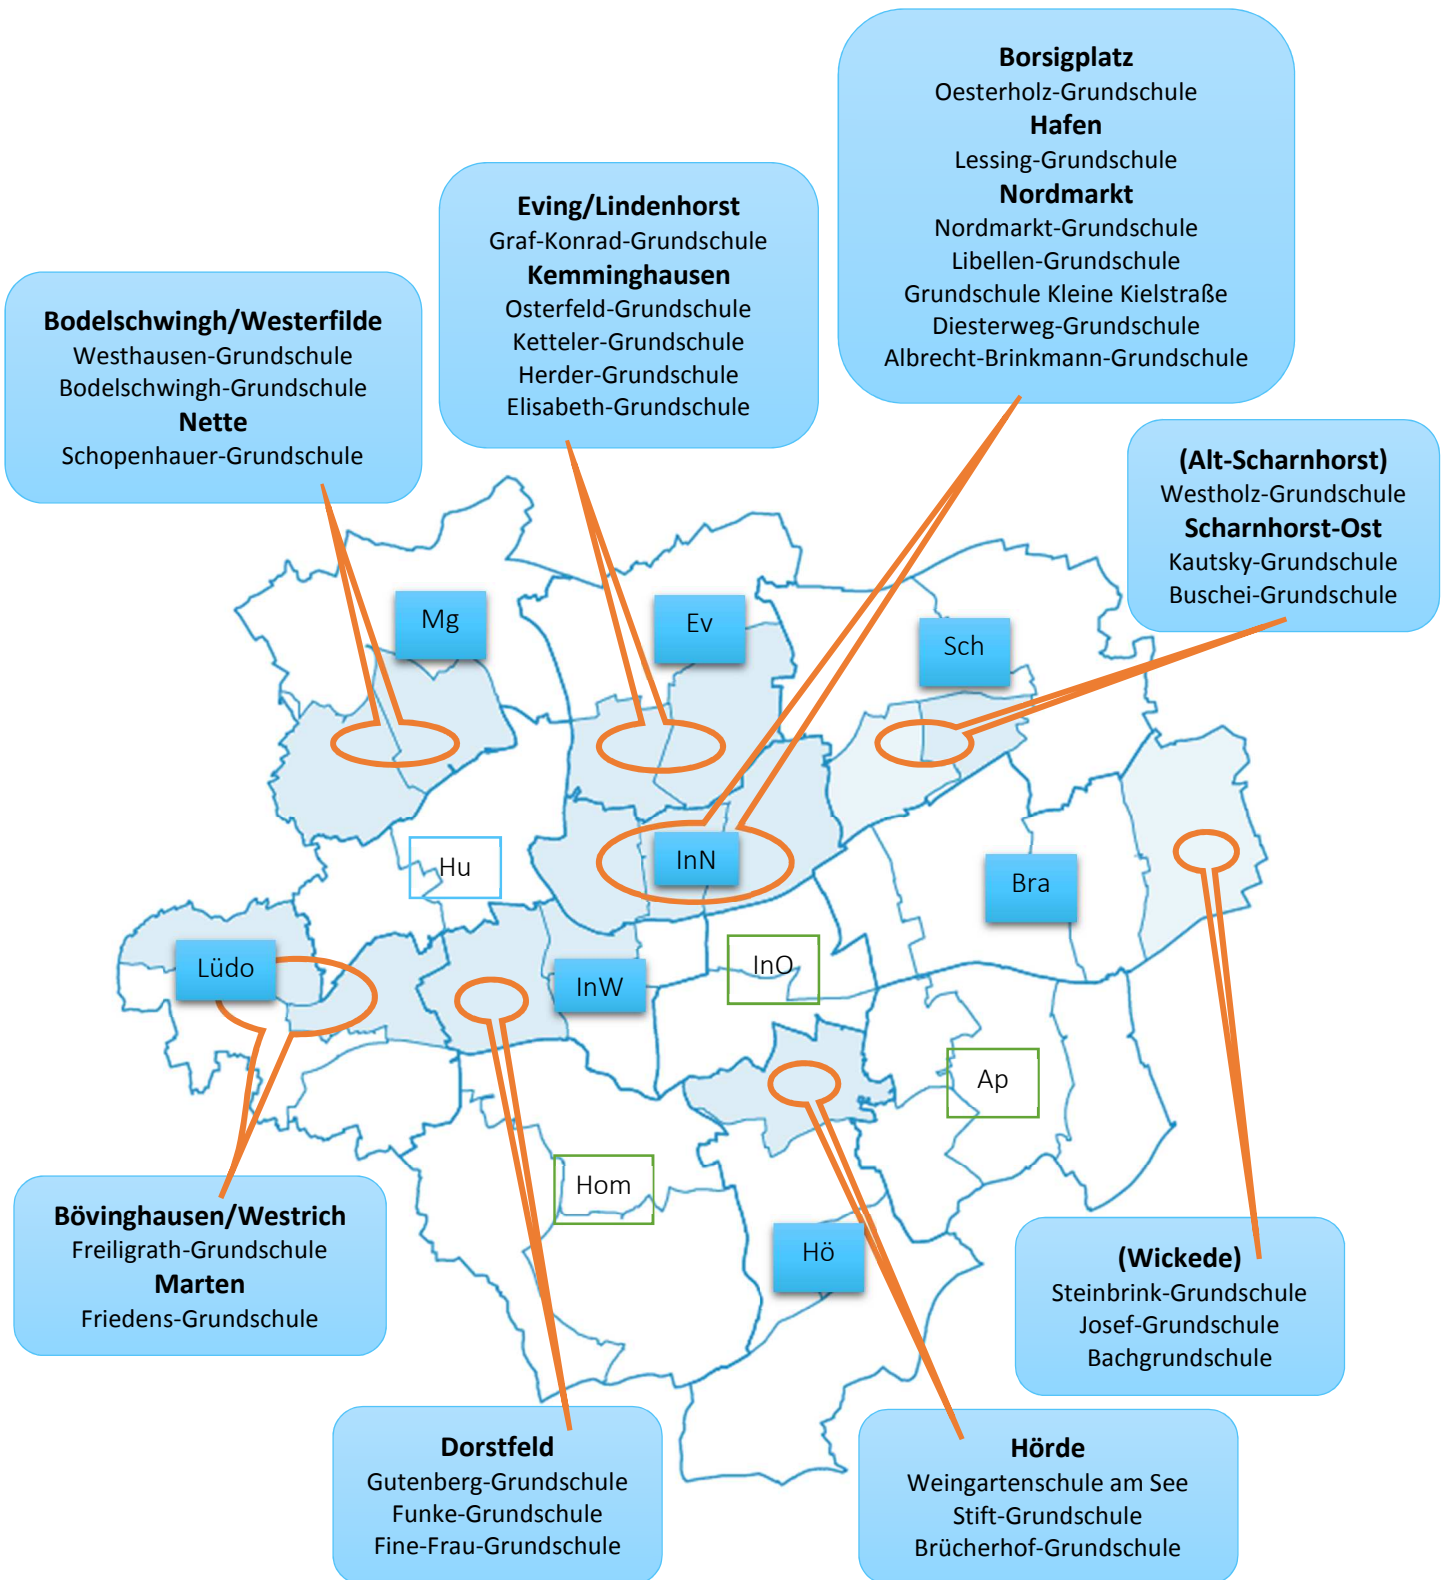 Borsigplatz
Oesterholz-Grundschule
Hafen
Lessing-Grundschule
Nordmarkt
Nordmarkt-Grundschule
Libellen-Grundschule
Grundschule Kleine Kielstraße
Diesterweg-Grundschule
Albrecht-Brinkmann-Grundschule
Eving/Lindenhorst
Graf-Konrad-Grundschule
Kemminghausen
Osterfeld-Grundschule
Ketteler-Grundschule
Herder-Grundschule
Elisabeth-Grundschule
Bodelschwingh/Westerfilde
Westhausen-Grundschule
Bodelschwingh-Grundschule
Nette
Schopenhauer-Grundschule
(Alt-Scharnhorst)
Westholz-Grundschule
Scharnhorst-Ost
Kautsky-Grundschule
Buschei-Grundschule
Mg
Ev
Sch
Hu
InN
Bra
Lüdo
InW
InO
Ap
Hom
Hö
Bövinghausen/Westrich
Freiligrath-Grundschule
Marten
Friedens-Grundschule
(Wickede)
Steinbrink-Grundschule
Josef-Grundschule
Bachgrundschule
Dorstfeld
Gutenberg-Grundschule
Funke-Grundschule
Fine-Frau-Grundschule
Hörde
Weingartenschule am See
Stift-Grundschule
Brücherhof-Grundschule